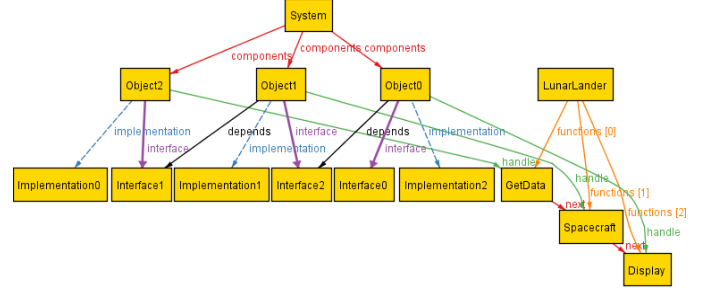 System
components components components
Object2 Object1 Object0 LunarLander
implementation interface depends implementation interface depends interface implementation functions [0]
Implementation0 Interface1 Implementation1 Interface2 Interface0 Implementation2 GetData
handle handle functions [1]
next Spacecraft functions [2]
handle
next
Display